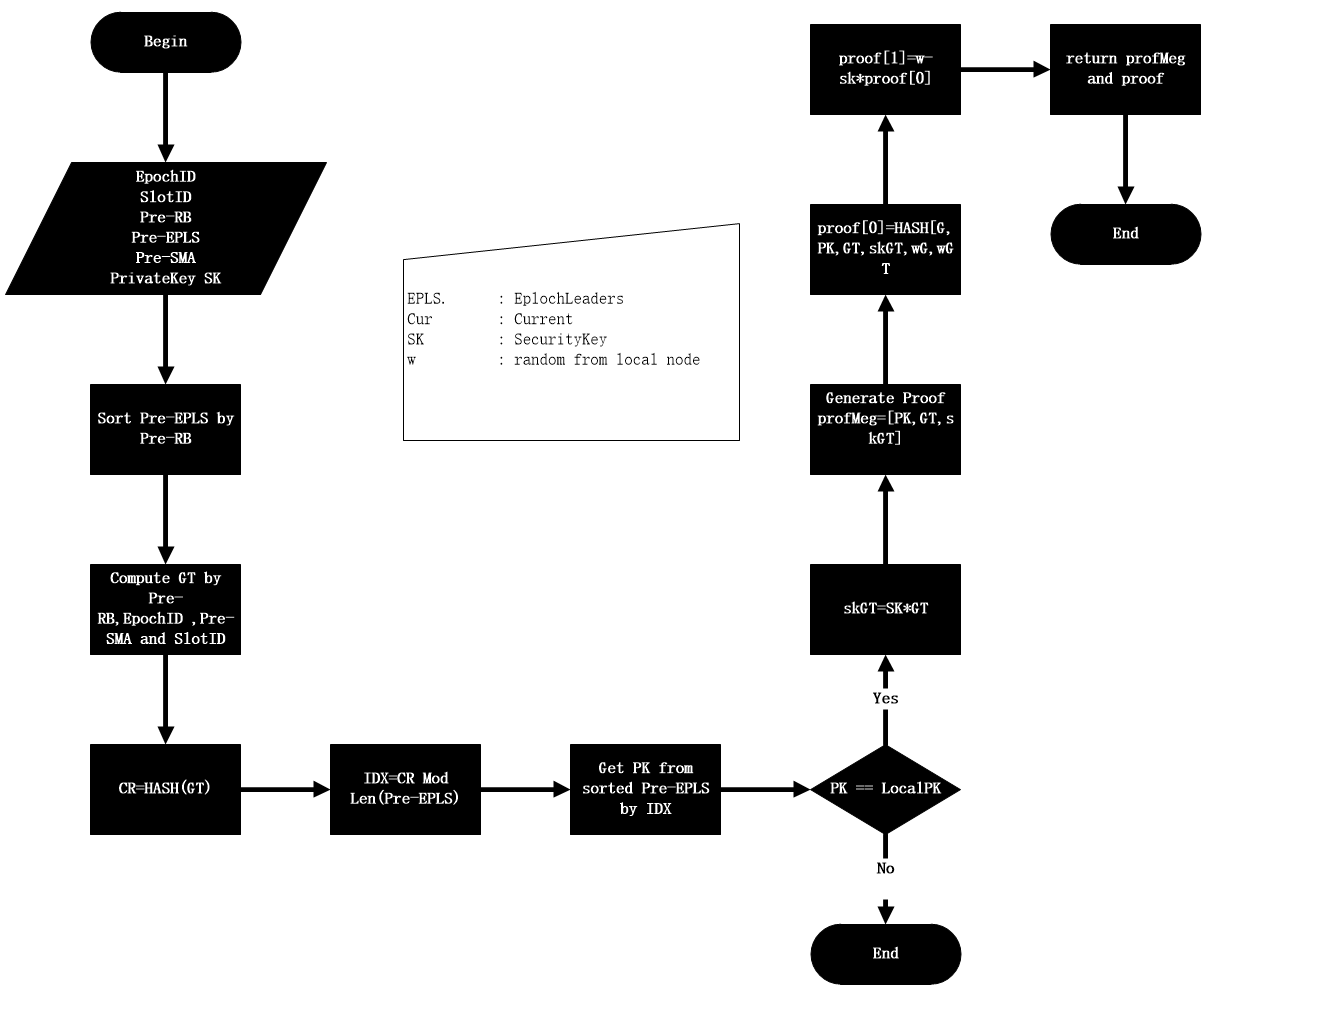 Begin
EpochID
SlotID
Pre-RB
Pre-EPLS
Pre-SMA
PrivateKey SK
Sort Pre-EPLS by
Pre-RB
Compute GT by
Pre-
RB,EpochID ,Pre-
SMA and SlotID
CR=HASH(GT)
IDX=CR Mod
Len(Pre-EPLS)
Get PK from
sorted Pre-EPLS
by IDX
PK == LocalPK
No
End
Yes
skGT=SK*GT
Generate Proof
profMeg=[PK,GT,s
kGT]
proof[0]=HASH[G,
PK,GT,skGT,wG,wG
T
proof[1]=w-
sk*proof[0]
return profMeg
and proof
End
EPLS. : EplochLeaders
Cur : Current
SK : SecurityKey
w : random from local node